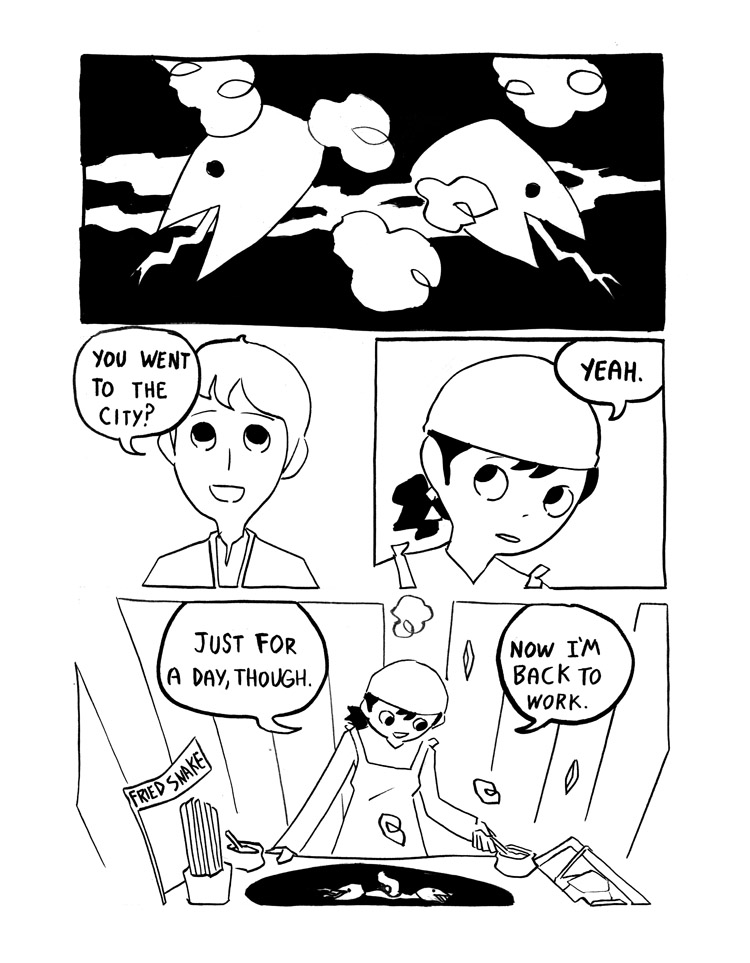 YOU WENT
TO THE
CITY?
YEAH.
JUST FOR
A DAY, THOUGH.
NOW I'M
BACK TO
WORK.
FRIED SNAKE